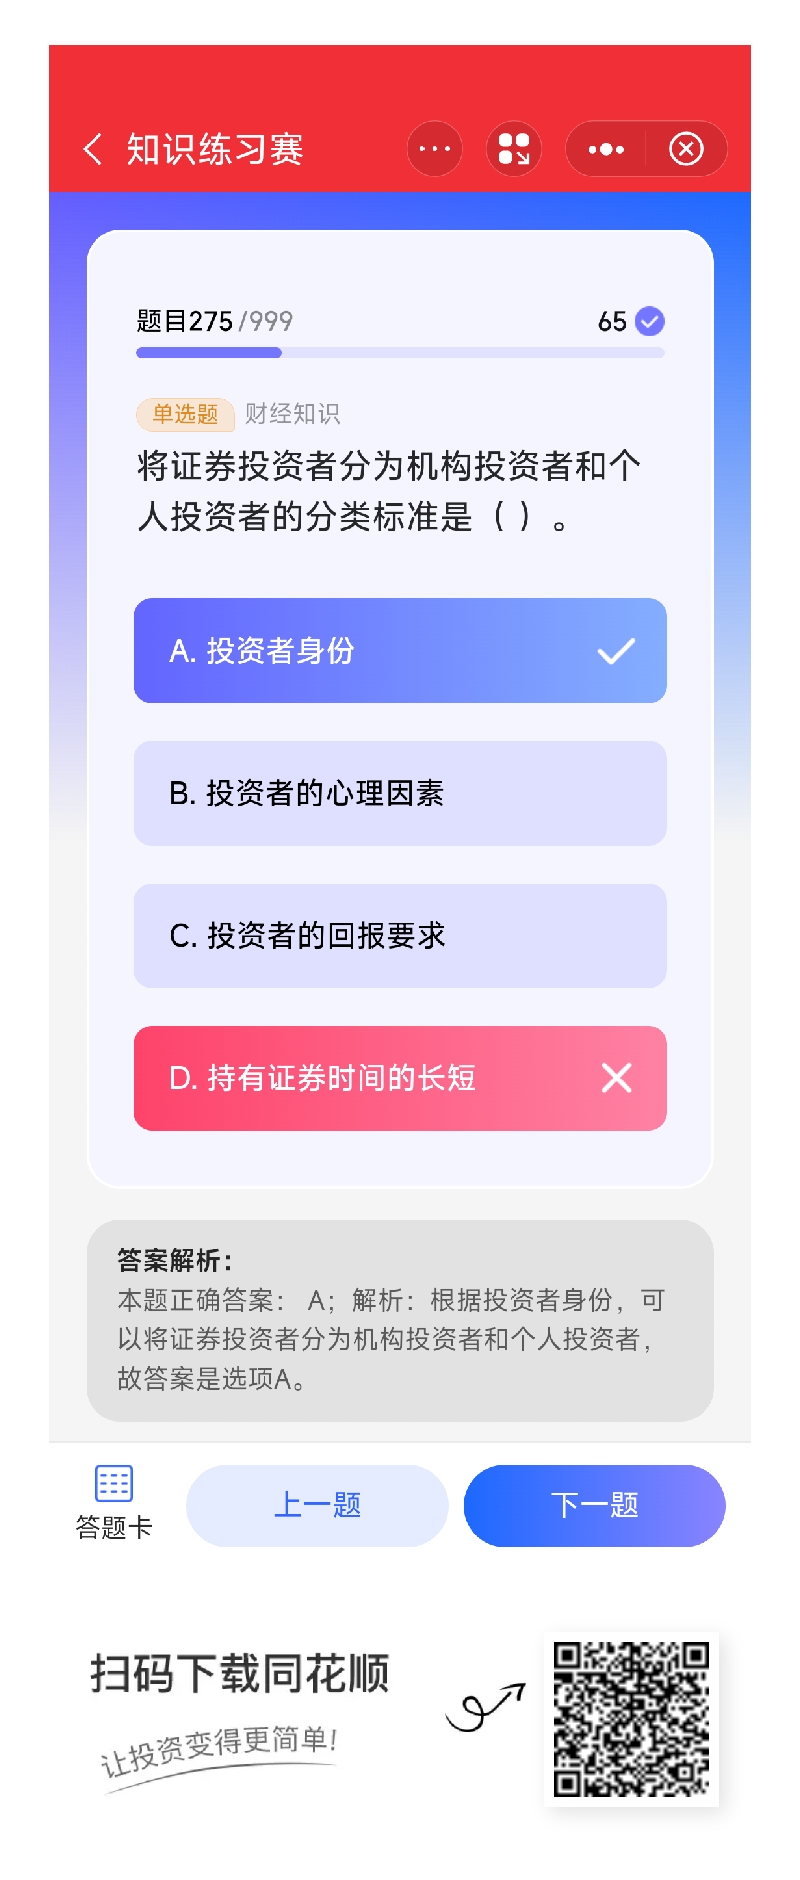 知识练习赛
题目275/999
65
单选题 财经知识
将证券投资者分为机构投资者和个
人投资者的分类标准是（ ）。
A. 投资者身份
B. 投资者的心理因素
C. 投资者的回报要求
D. 持有证券时间的长短
答案解析：
本题正确答案： A；解析：根据投资者身份，可
以将证券投资者分为机构投资者和个人投资者，
故答案是选项A。
答题卡
上一题
下一题
扫码下载同花顺
让投资变得更简单!